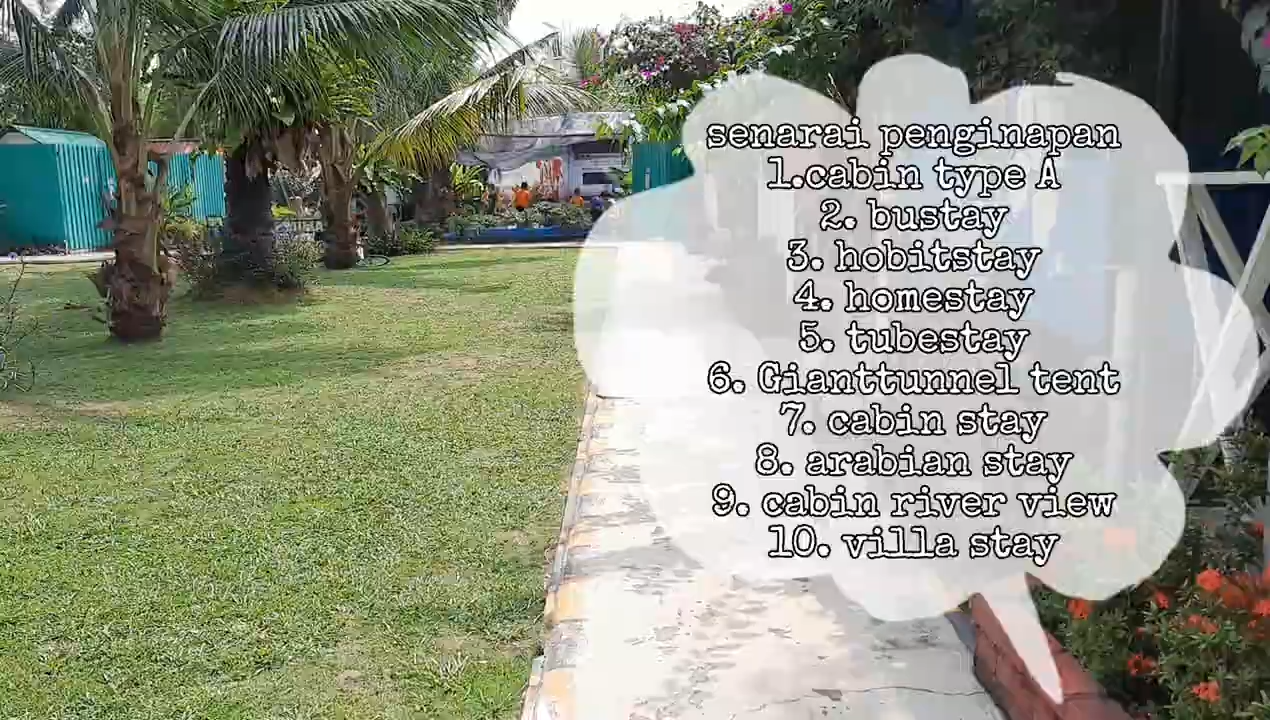 senarai penginapan
1.cabin type A
2. bustay
3. hobitstay
4. homestay
5. tubestay
6. Gianttunnel tent
7. cabin stay
8. arabian stay
9. cabin river view
10. villa stay